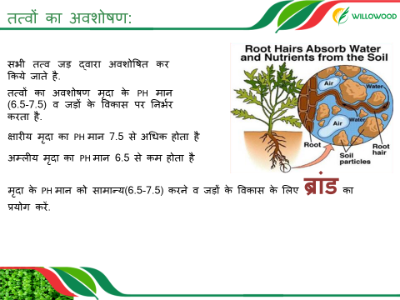 तत्वों का अवशोषण:
WILLOWOOD
सभी तत्व जड़ द्वारा अवशोषित कर
किये जाते है.
तत्वों का अवशोषण मृदा के PH मान
(6.5-7.5) व जड़ों के विकास पर निर्भर
करता है.
क्षारीय मृदा का PH मान 7.5 से अधिक होता है
अम्लीय मृदा का PH मान 6.5 से कम होता है
मृदा के PH मान को सामान्य(6.5-7.5) करने व जड़ों के विकास के लिए ब्रांड का
प्रयोग करें.
Root Hairs Absorb Water
and Nutrients from the Soil
Air
Water
Water
Air
Root
Soil
particles
Root
hair